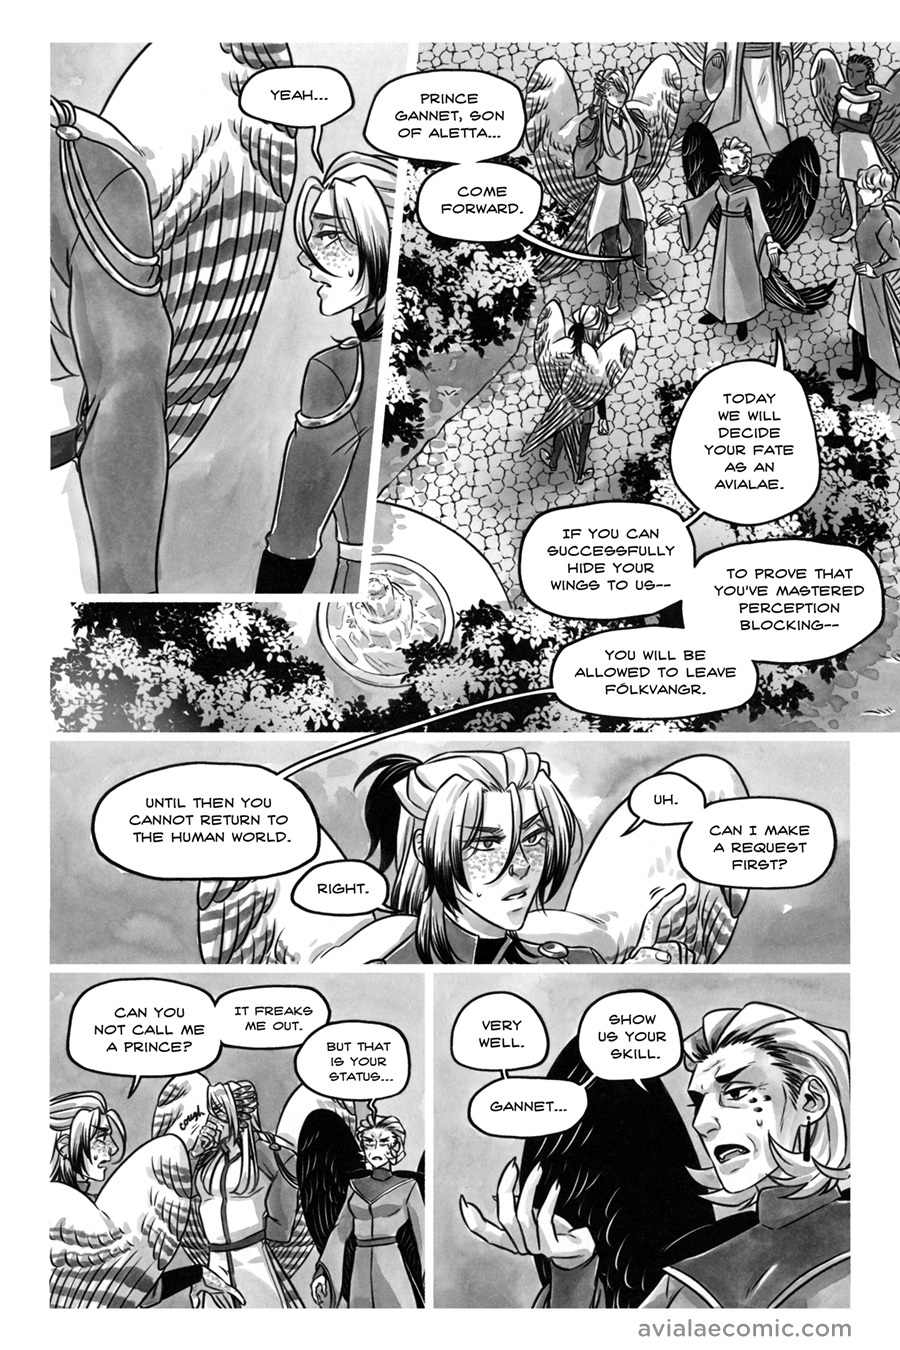 YEAH...
PRINCE
GANNET, SON
OF ALETTA...
COME
FORWARD.
TODAY
WE WILL
DECIDE
YOUR FATE
AS AN
AVIALAE.
IF YOU CAN
SUCCESSFULLY
HIDE YOUR
WINGS TO US--
TO PROVE THAT
YOU'VE MASTERED
PERCEPTION
BLOCKING--
YOU WILL BE
ALLOWED TO LEAVE
FÓLKVANGR.
UNTIL THEN YOU
CANNOT RETURN TO
THE HUMAN WORLD.
RIGHT.
UH.
CAN I MAKE
A REQUEST
FIRST?
CAN YOU
NOT CALL ME
A PRINCE?
IT FREAKS
ME OUT.
cough
BUT THAT
IS YOUR
STATUS...
VERY
WELL.
GANNET...
SHOW
US YOUR
SKILL.
avialaecomic.com